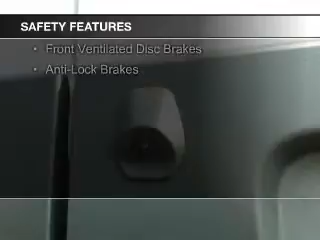 SAFETY FEATURES
• Front Ventilated Disc Brakes
• Anti-Lock Brakes